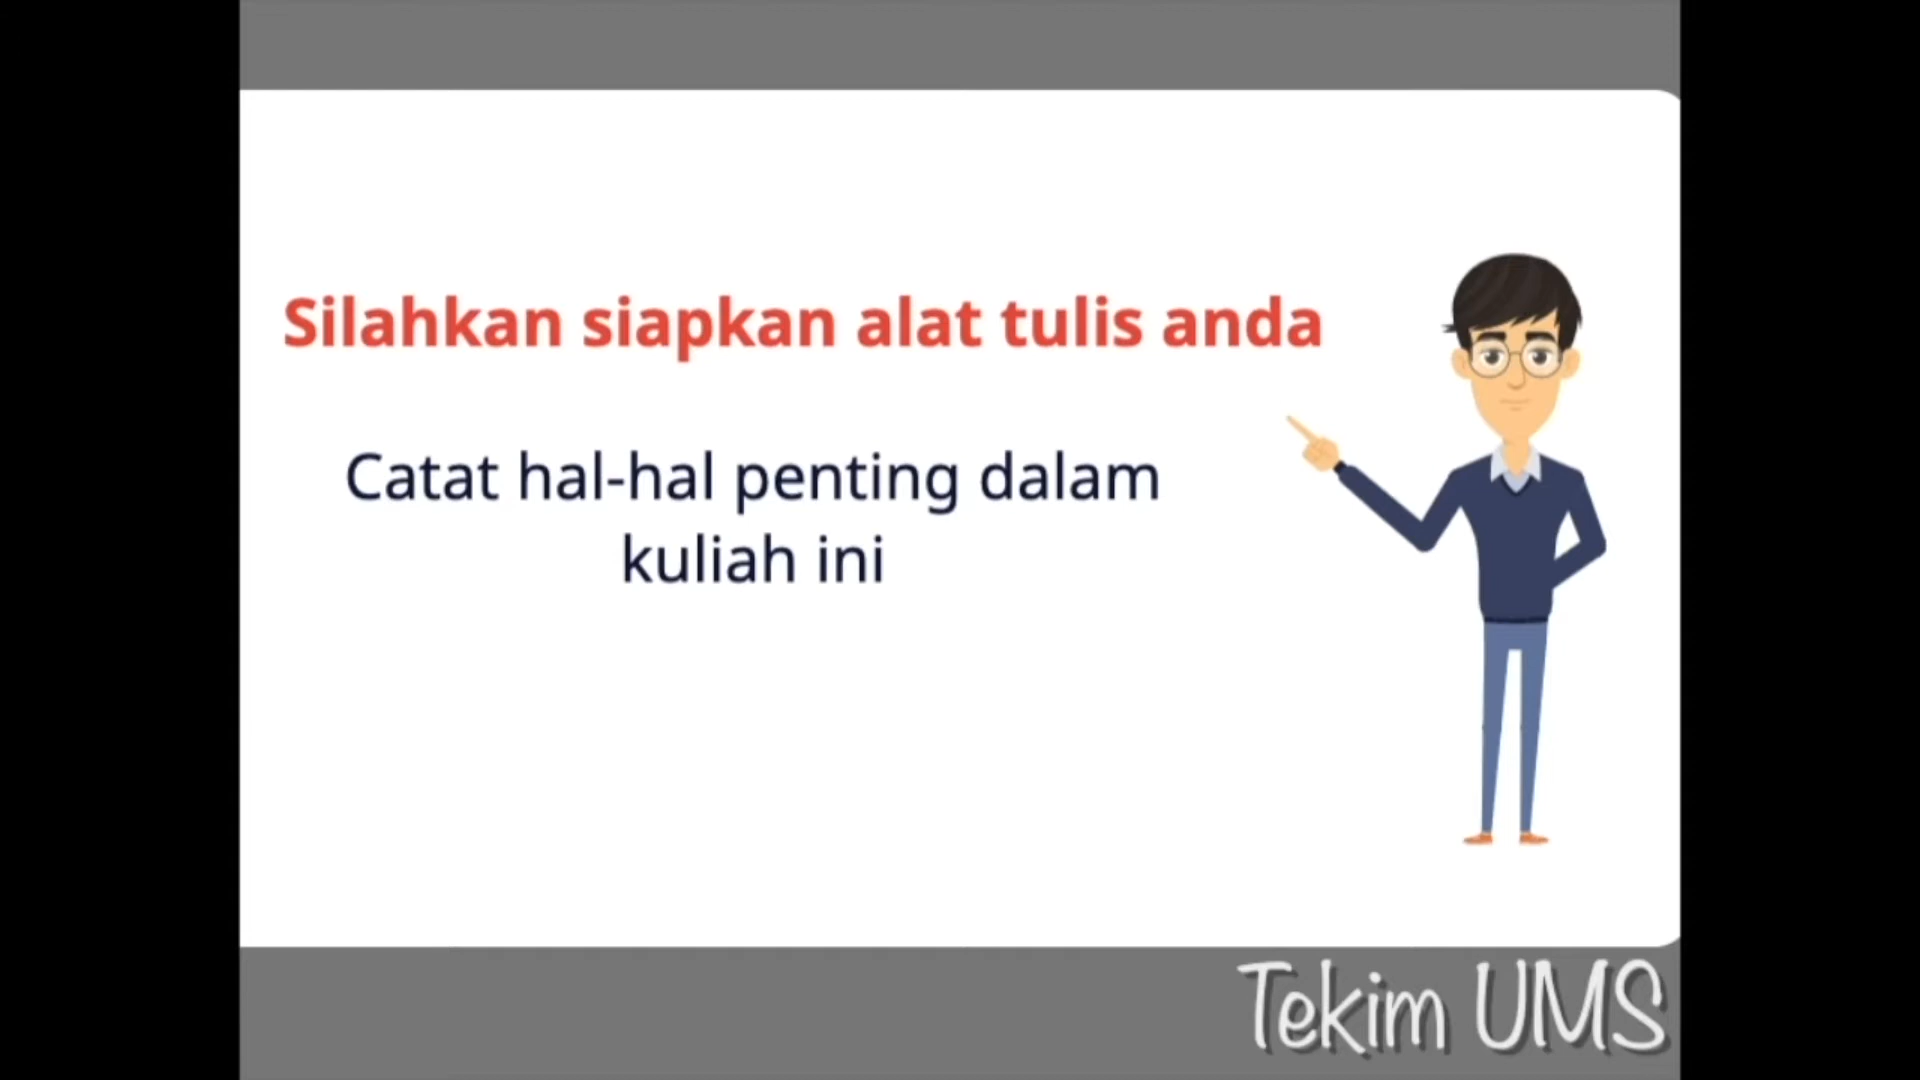 Silahkan siapkan alat tulis anda
Catat hal-hal penting dalam
kuliah ini
Tekim UMS